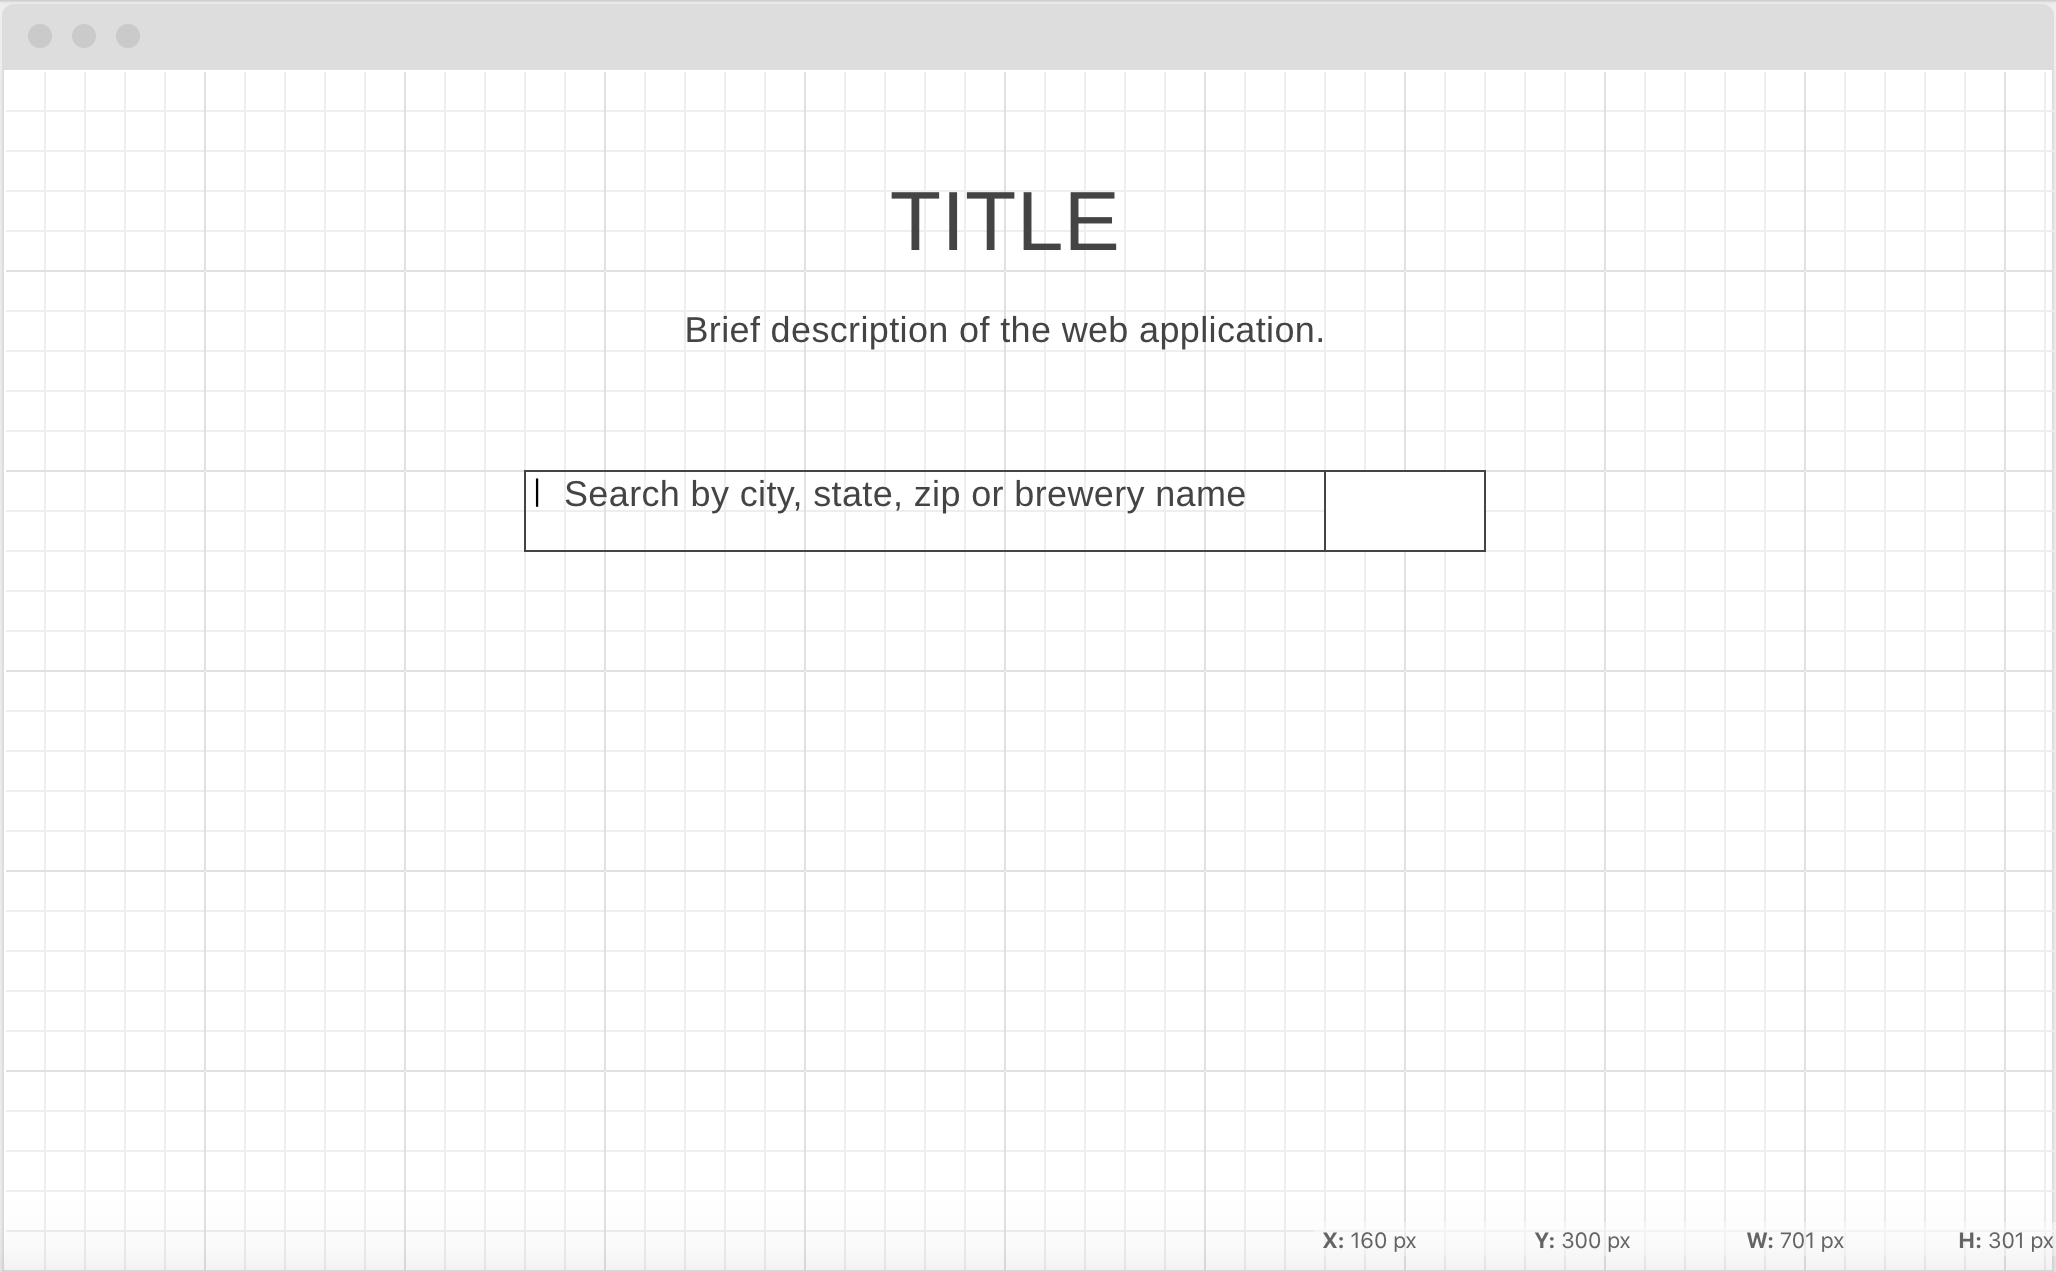 TITLE
Brief description of the web application.
Search by city, state, zip or brewery name
X: 160 px Y: 300 px W: 701 px H: 301 px